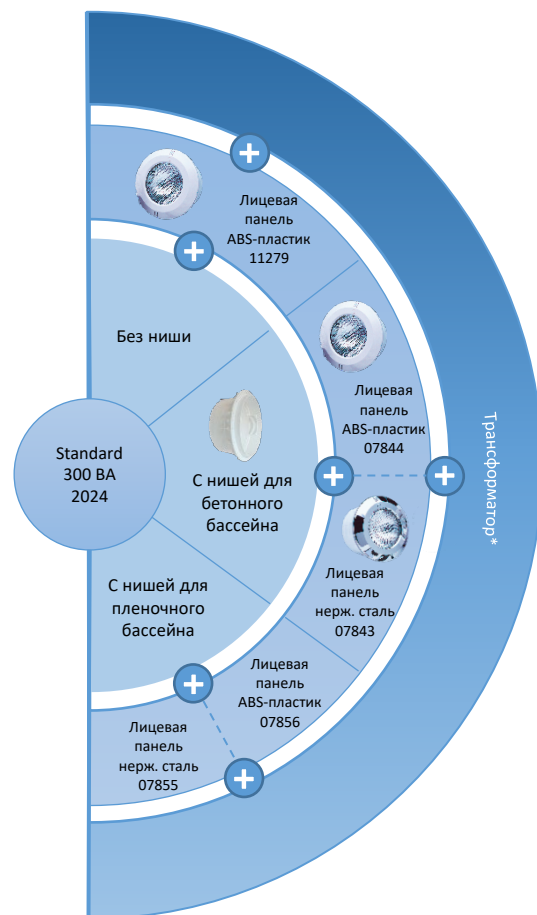 Лицевая
панель
ABS-пластик
11279
Без ниши
Лицевая
панель
ABS-пластик
07844
Standard
300 ВА
2024
С нишей для
бетонного
бассейна
Трансформатор*
С нишей для
пленочного
бассейна
Лицевая
панель
нерж. сталь
07843
Лицевая
панель
ABS-пластик
07856
Лицевая
панель
нерж. сталь
07855